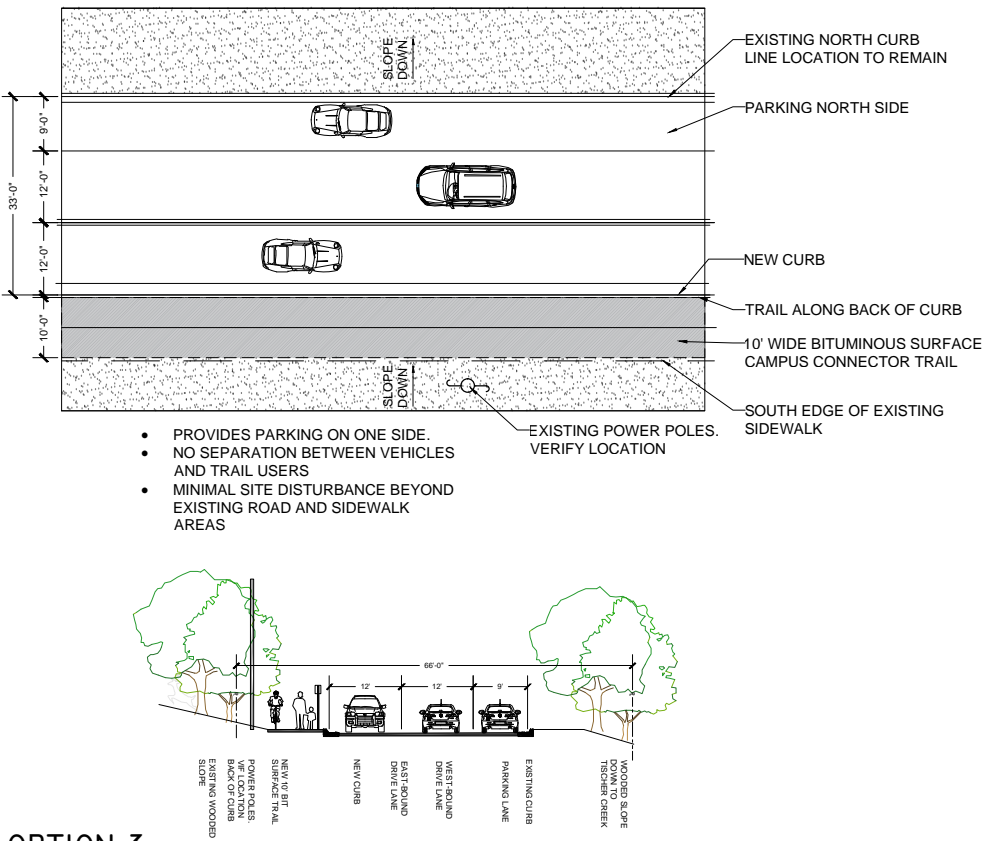 SLOPE
DOWN
EXISTING NORTH CURB
LINE LOCATION TO REMAIN
PARKING NORTH SIDE
33'-0"
9'-0"
12'-0"
12'-0"
10'-0"
NEW CURB
TRAIL ALONG BACK OF CURB
10' WIDE BITUMINOUS SURFACE
CAMPUS CONNECTOR TRAIL
SOUTH EDGE OF EXISTING
SIDEWALK
SLOPE
DOWN
EXISTING POWER POLES.
VERIFY LOCATION
• PROVIDES PARKING ON ONE SIDE.
• NO SEPARATION BETWEEN VEHICLES
AND TRAIL USERS
• MINIMAL SITE DISTURBANCE BEYOND
EXISTING ROAD AND SIDEWALK
AREAS
66'-0"
12'
12'
9'
EXISTING WOODED
SLOPE
POWER POLES.
VIF LOCATION
BACK OF CURB
NEW 10' BIT
SURFACE TRAIL
NEW CURB
EAST-BOUND
DRIVE LANE
WEST-BOUND
DRIVE LANE
PARKING LANE
EXISTING CURB
WOODED SLOPE
DOWN TO
TISCHER CREEK
OPTION 3